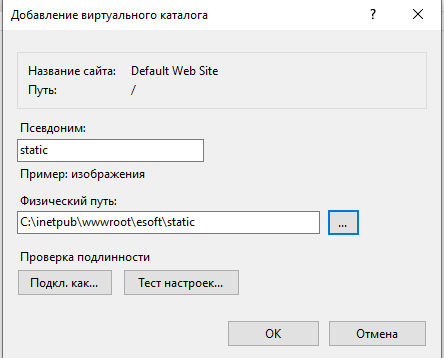 Добавление виртуального каталога
?
Название сайта: Default Web Site
Путь: /
Псевдоним:
static
Пример: изображения
Физический путь:
C:\inetpub\wwwroot\esoft\static
...
Проверка подлинности
Подкл. как...
Тест настроек...
ОК
Отмена